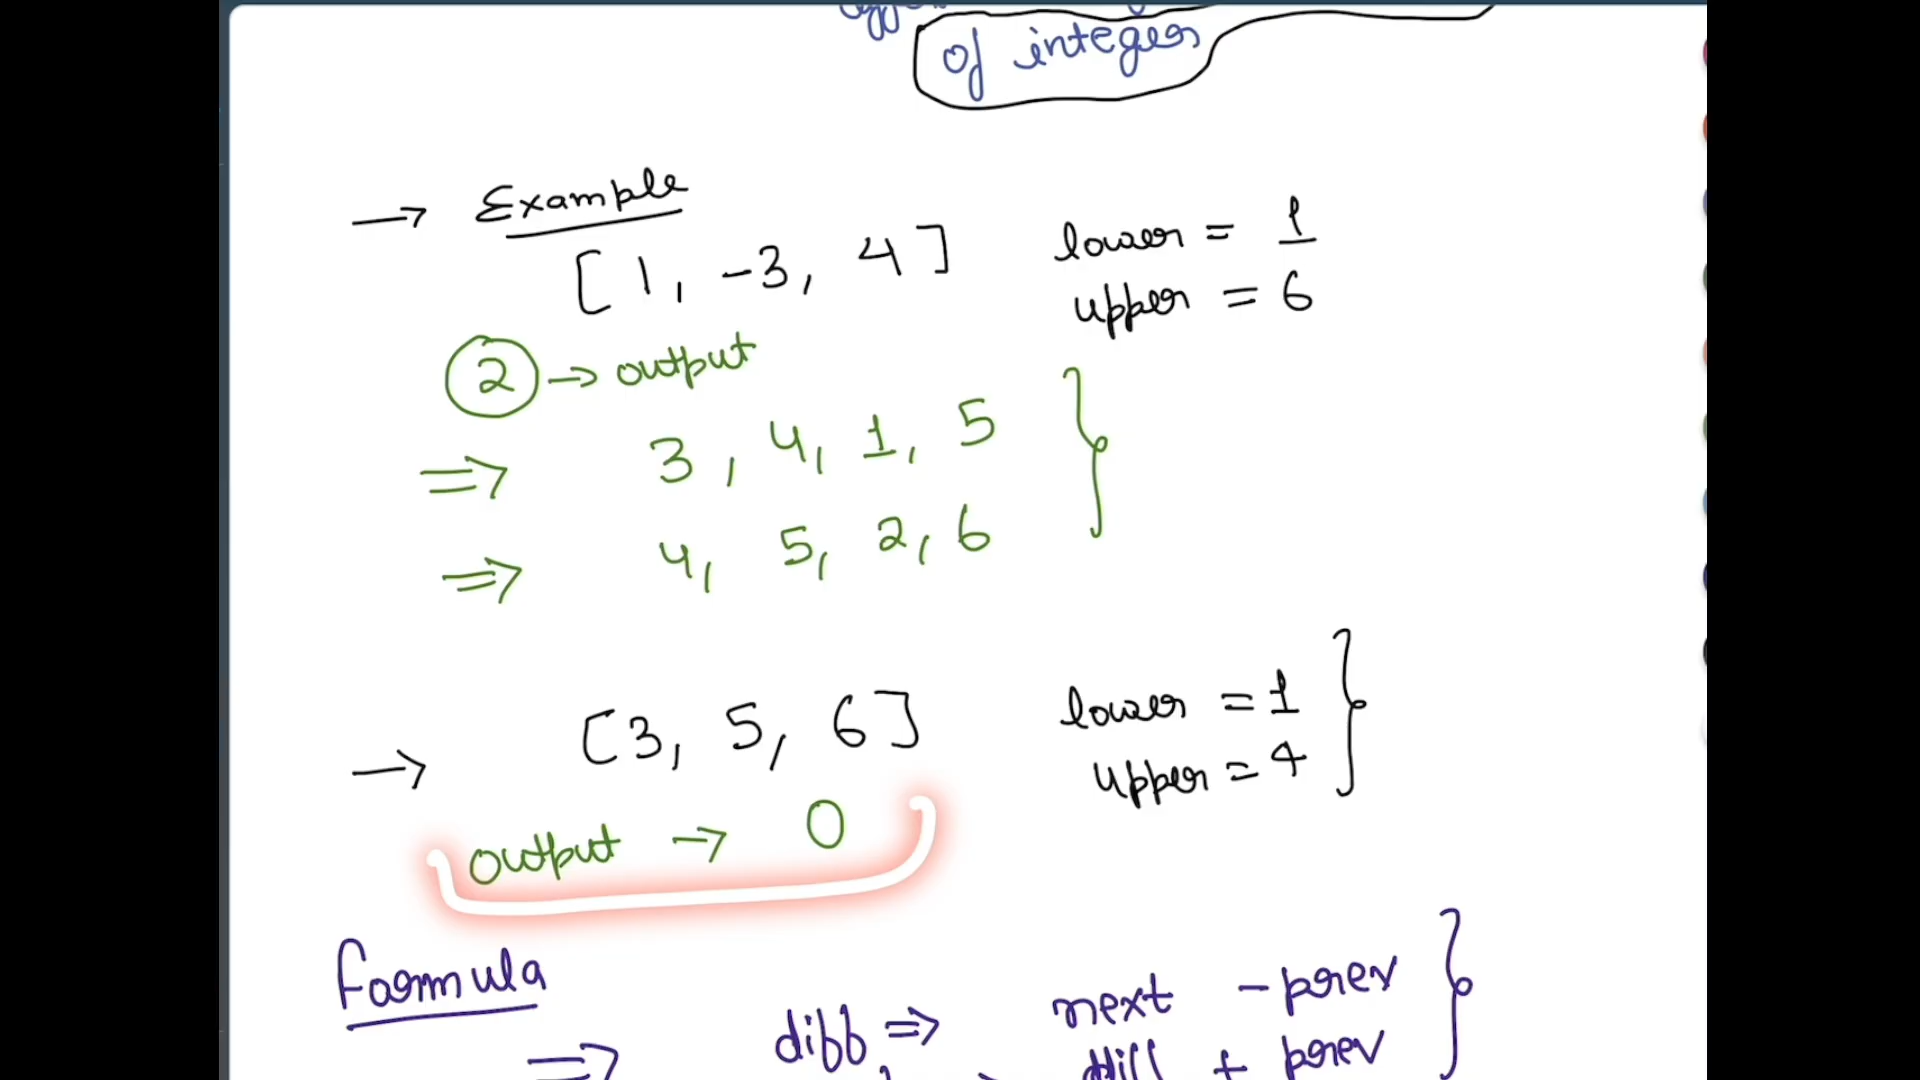 of integers
→ Example
[1, -3, 4] lower = 1
upper = 6
2 → output
⇒ 3, 4, 1, 5
⇒ 4, 5, 2, 6
→ [3, 5, 6] lower = 1
upper = 4
output → 0
Formula
diff ⇒ next - prev
⇒ diff + prev